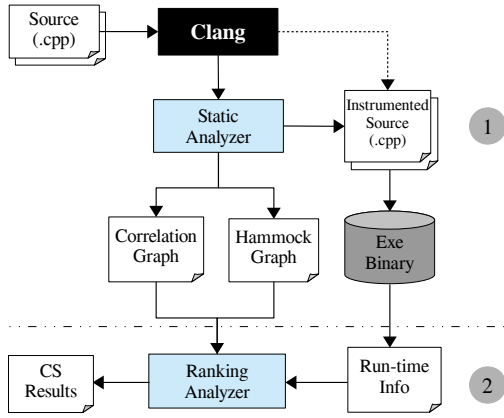 Source
(.cpp)
Clang
Static
Analyzer
Instrumented
Source
(.cpp)
1
Correlation
Graph
Hammock
Graph
Exe
Binary
CS
Results
Ranking
Analyzer
Run-time
Info
2